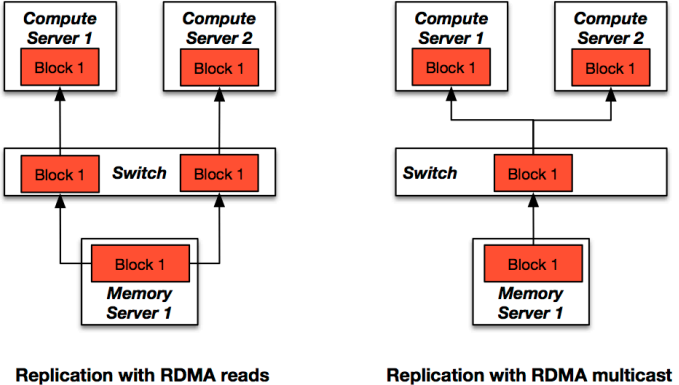 Compute
Server 1
Block 1
Compute
Server 2
Block 1
Block 1
Switch
Block 1
Block 1
Memory
Server 1
Replication with RDMA reads
Compute
Server 1
Block 1
Compute
Server 2
Block 1
Switch
Block 1
Block 1
Memory
Server 1
Replication with RDMA multicast